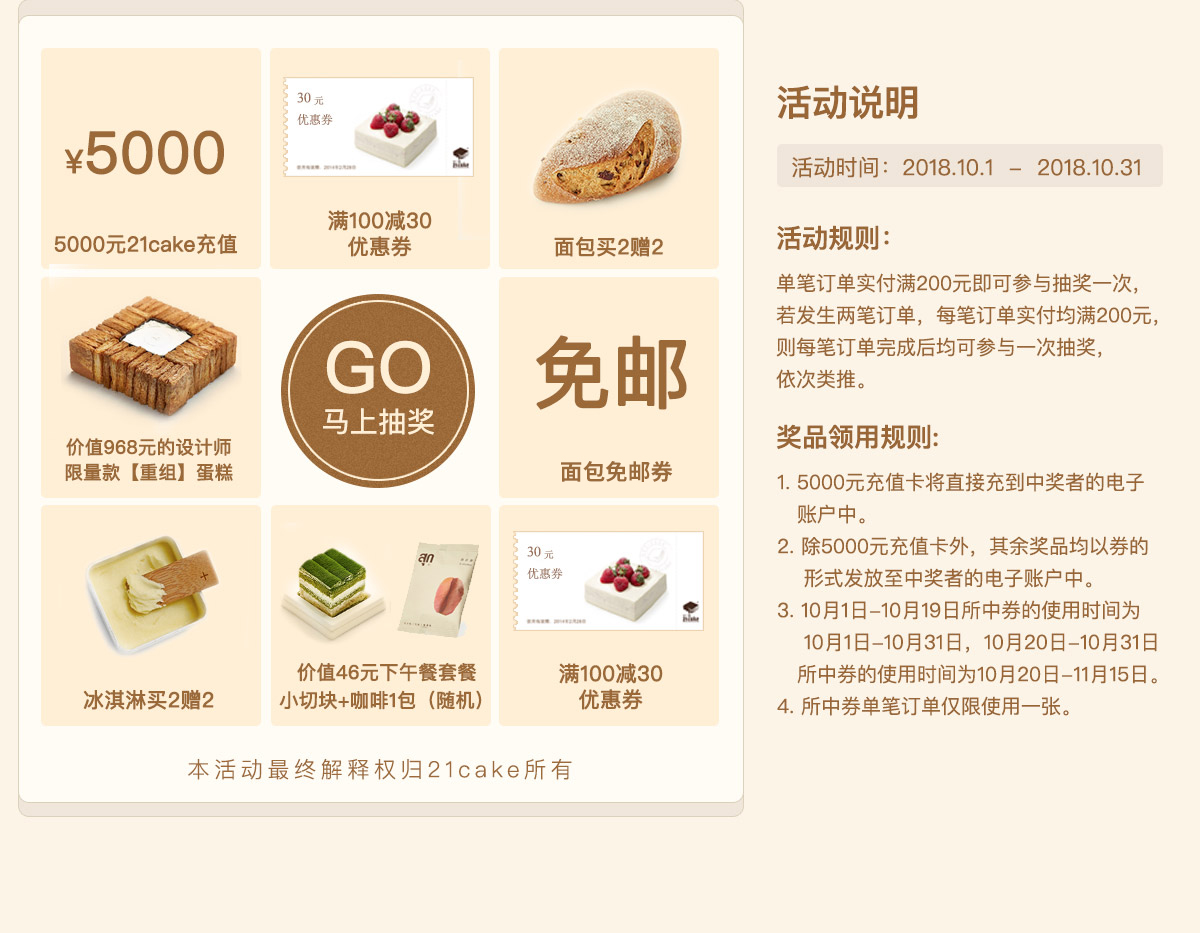 ¥5000
5000元21cake充值
30 元
优惠券
满100减30
优惠券
面包买2赠2
价值968元的设计师
限量款【重组】蛋糕
GO
马上抽奖
免邮
面包免邮券
冰淇淋买2赠2
价值46元下午餐套餐
小切块+咖啡1包（随机）
30 元
优惠券
满100减30
优惠券
本活动最终解释权归21cake所有
活动说明
活动时间：2018.10.1 – 2018.10.31
活动规则：
单笔订单实付满200元即可参与抽奖一次，
若发生两笔订单，每笔订单实付均满200元，
则每笔订单完成后均可参与一次抽奖，
依次类推。
奖品领用规则:
1. 5000元充值卡将直接充到中奖者的电子
账户中。
2. 除5000元充值卡外，其余奖品均以券的
形式发放至中奖者的电子账户中。
3. 10月1日–10月19日所中券的使用时间为
10月1日–10月31日，10月20日–10月31日
所中券的使用时间为10月20日–11月15日。
4. 所中券单笔订单仅限使用一张。